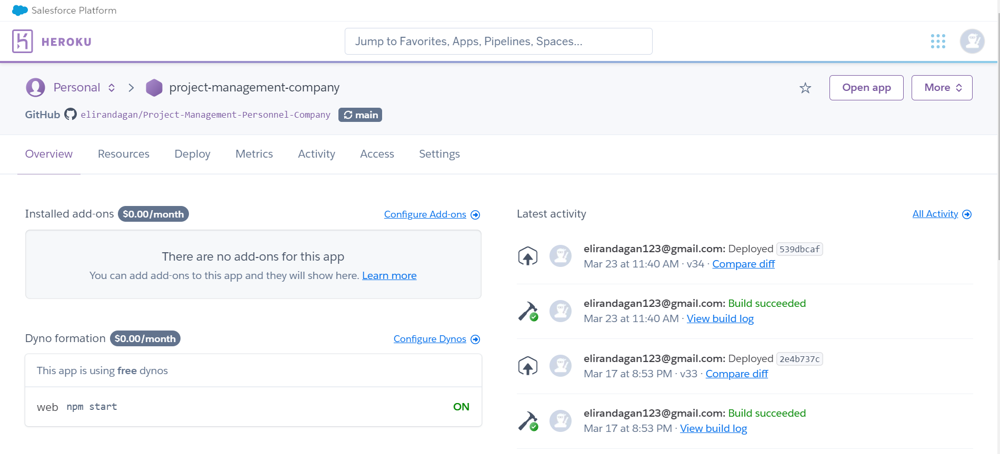 Salesforce Platform
HEROKU
Jump to Favorites, Apps, Pipelines, Spaces...
Personal
project-management-company
Open app
More
GitHub elirandagan/Project-Management-Personnel-Company main
Overview Resources Deploy Metrics Activity Access Settings
Installed add-ons $0.00/month Configure Add-ons
There are no add-ons for this app
You can add add-ons to this app and they will show here. Learn more
Dyno formation $0.00/month Configure Dynos
This app is using free dynos
web npm start ON
Latest activity All Activity
elirandagan123@gmail.com: Deployed 539dbcaf
Mar 23 at 11:40 AM · v34 · Compare diff
elirandagan123@gmail.com: Build succeeded
Mar 23 at 11:40 AM · View build log
elirandagan123@gmail.com: Deployed 2e4b737c
Mar 17 at 8:53 PM · v33 · Compare diff
elirandagan123@gmail.com: Build succeeded
Mar 17 at 8:53 PM · View build log